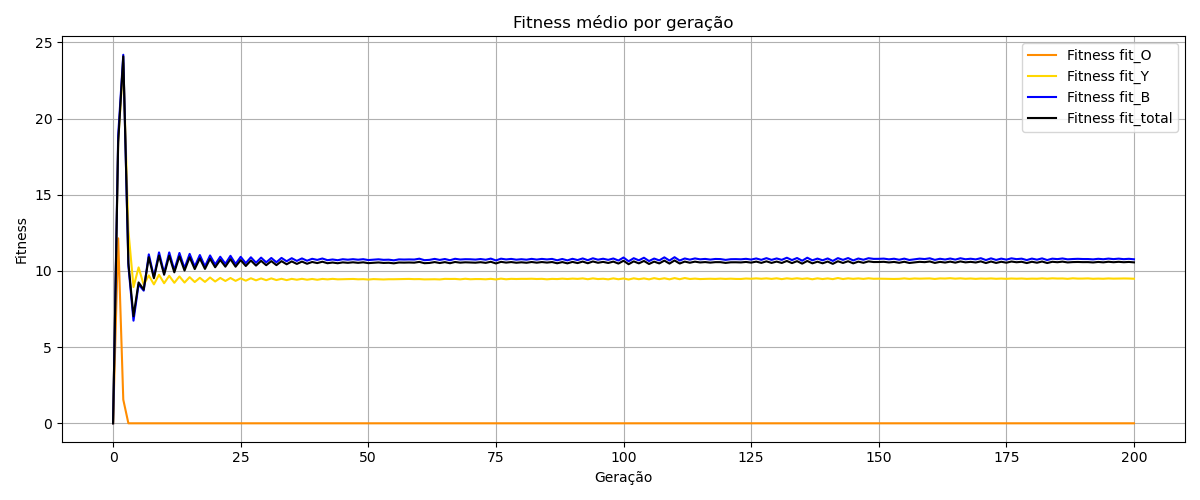 Fitness médio por geração
25
20
15
10
5
0
Fitness
Fitness fit_O
Fitness fit_Y
Fitness fit_B
Fitness fit_total
0 25 50 75 100 125 150 175 200
Geração